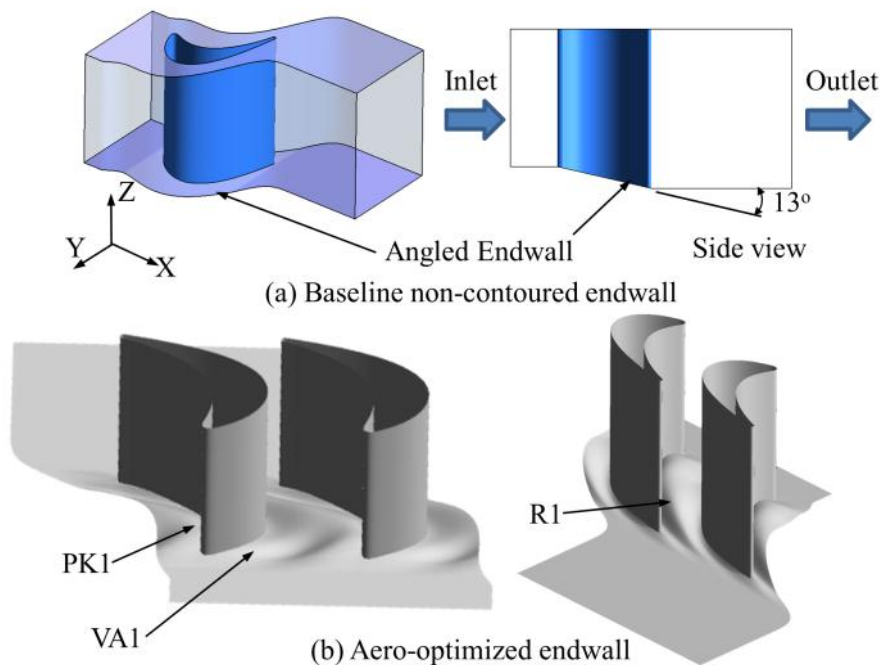 Inlet
Outlet
Z
Y
X
13°
Angled Endwall
Side view
(a) Baseline non-contoured endwall
PK1
VA1
R1
(b) Aero-optimized endwall